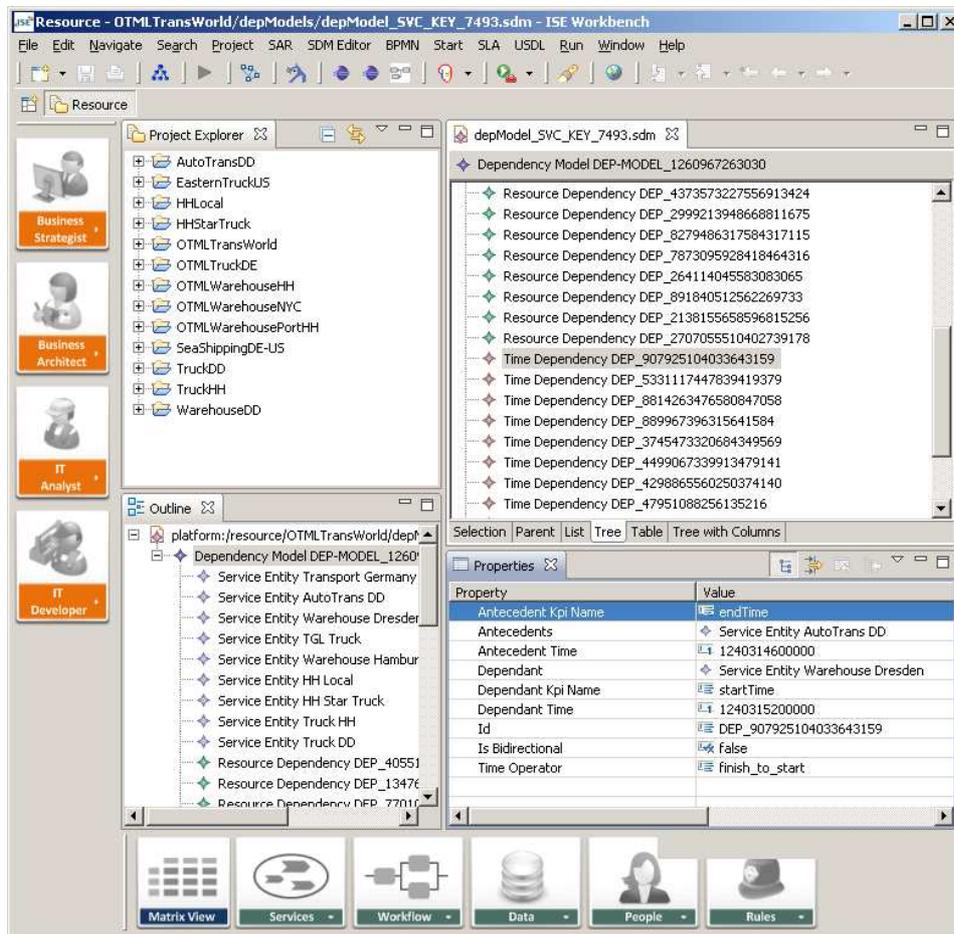 Resource - OTMLTransWorld/depModels/depModel_SVC_KEY_7493.sdm - ISE Workbench
File Edit Navigate Search Project SAR SDM Editor BPMN Start SLA USDL Run Window Help
Resource
Business Strategist
Business Architect
IT Analyst
IT Developer
Project Explorer
AutoTransDD
EasternTruckUS
HHLocal
HHStarTruck
OTMLTransWorld
OTMLTruckDE
OTMLWarehouseHH
OTMLWarehouseNYC
OTMLWarehousePortHH
SeaShippingDE-US
TruckDD
TruckHH
WarehouseDD
depModel_SVC_KEY_7493.sdm
Dependency Model DEP-MODEL_1260967263030
Resource Dependency DEP_4373573227556913424
Resource Dependency DEP_2999213948668811675
Resource Dependency DEP_8279486317584317115
Resource Dependency DEP_7873095928418464316
Resource Dependency DEP_264114045583083065
Resource Dependency DEP_891840512562269733
Resource Dependency DEP_2138155658596815256
Resource Dependency DEP_2707055510402739178
Time Dependency DEP_907925104033643159
Time Dependency DEP_5331117447839419379
Time Dependency DEP_8814263476580847058
Time Dependency DEP_889967396315641584
Time Dependency DEP_3745473320684349569
Time Dependency DEP_4499067339913479141
Time Dependency DEP_4298865560250374140
Time Dependency DEP_47951088256135216
Selection Parent List Tree Table Tree with Columns
Outline
platform:/resource/OTMLTransWorld/dep
Dependency Model DEP-MODEL_1260
Service Entity Transport Germany
Service Entity AutoTrans DD
Service Entity Warehouse Dresder
Service Entity TGL Truck
Service Entity Warehouse Hambur
Service Entity HH Local
Service Entity HH Star Truck
Service Entity Truck HH
Service Entity Truck DD
Resource Dependency DEP_40551
Resource Dependency DEP_13476
Resource Dependency DEP_77010
Properties
Property Value
Antecedent Kpi Name endTime
Antecedents Service Entity AutoTrans DD
Antecedent Time 1240314600000
Dependant Service Entity Warehouse Dresden
Dependant Kpi Name startTime
Dependant Time 1240315200000
Id DEP_907925104033643159
Is Bidirectional false
Time Operator finish_to_start
Matrix View Services Workflow Data People Rules